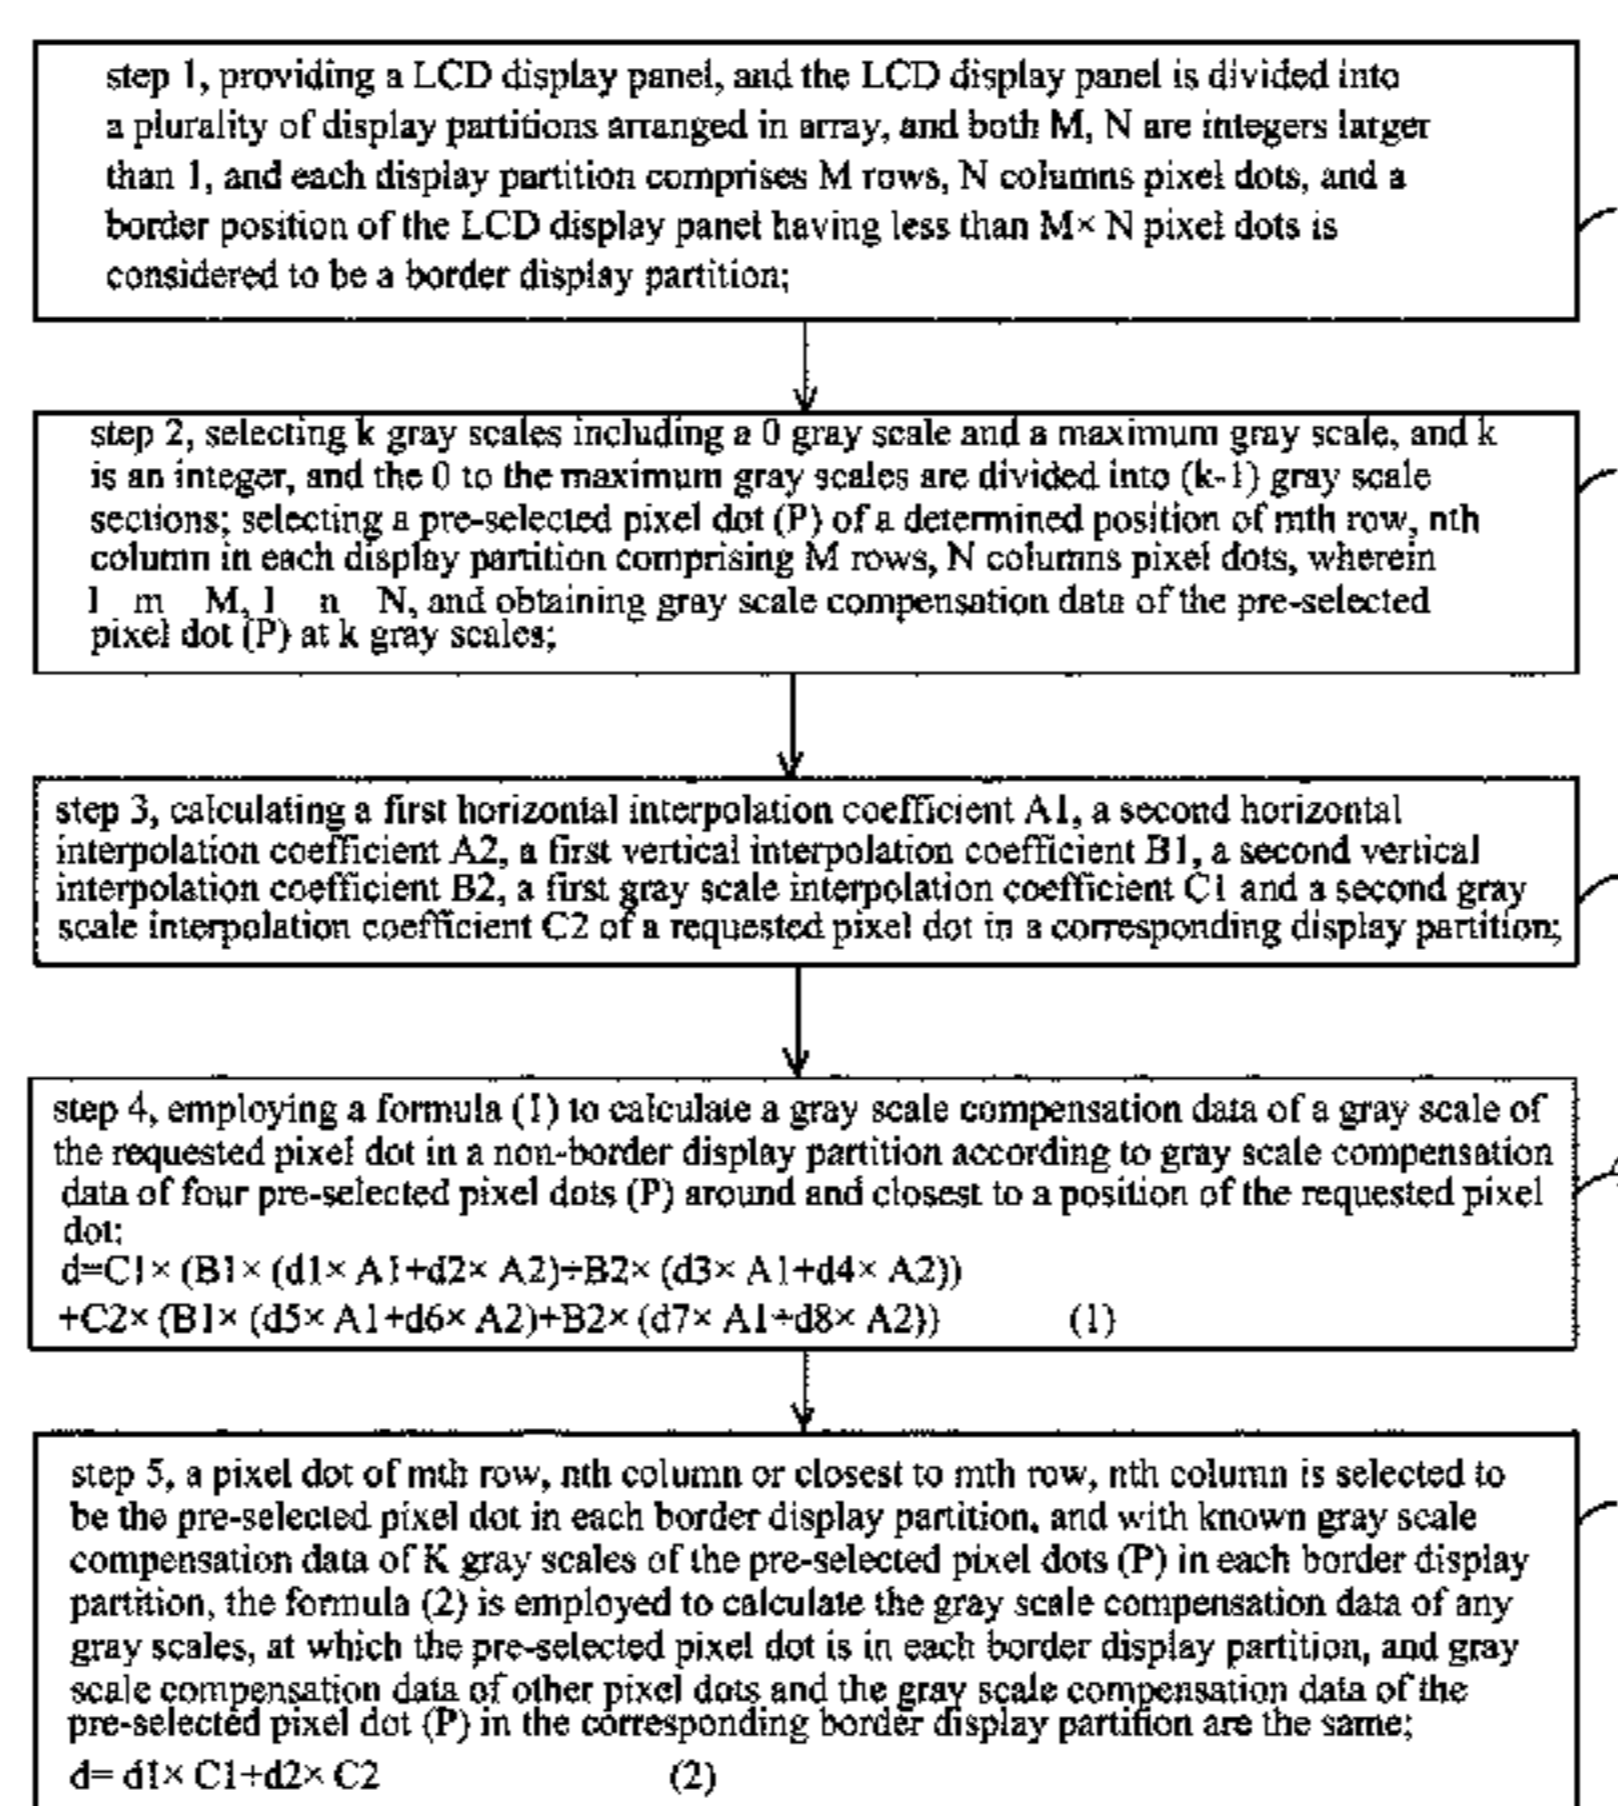 step 1, providing a LCD display panel, and the LCD display panel is divided into
a plurality of display partitions arranged in array, and both M, N are integers larger
than 1, and each display partition comprises M rows, N columns pixel dots, and a
border position of the LCD display panel having less than M× N pixel dots is
considered to be a border display partition;
step 2, selecting k gray scales including a 0 gray scale and a maximum gray scale, and k
is an integer, and the 0 to the maximum gray scales are divided into (k-1) gray scale
sections; selecting a pre-selected pixel dot (P) of a determined position of mth row, nth
column in each display partition comprising M rows, N columns pixel dots, wherein
1 m M, 1 n N, and obtaining gray scale compensation data of the pre-selected
pixel dot (P) at k gray scales;
step 3, calculating a first horizontal interpolation coefficient A1, a second horizontal
interpolation coefficient A2, a first vertical interpolation coefficient B1, a second vertical
interpolation coefficient B2, a first gray scale interpolation coefficient C1 and a second gray
scale interpolation coefficient C2 of a requested pixel dot in a corresponding display partition;
step 4, employing a formula (1) to calculate a gray scale compensation data of a gray scale of
the requested pixel dot in a non-border display partition according to gray scale compensation
data of four pre-selected pixel dots (P) around and closest to a position of the requested pixel
dot:
d=C1× (B1× (d1× A1+d2× A2)+B2× (d3× A1+d4× A2))
+C2× (B1× (d5× A1+d6× A2)+B2× (d7× A1+d8× A2)) (1)
step 5, a pixel dot of mth row, nth column or closest to mth row, nth column is selected to
be the pre-selected pixel dot in each border display partition, and with known gray scale
compensation data of K gray scales of the pre-selected pixel dots (P) in each border display
partition, the formula (2) is employed to calculate the gray scale compensation data of any
gray scales, at which the pre-selected pixel dot is in each border display partition, and gray
scale compensation data of other pixel dots and the gray scale compensation data of the
pre-selected pixel dot (P) in the corresponding border display partition are the same;
d= d1× C1+d2× C2 (2)